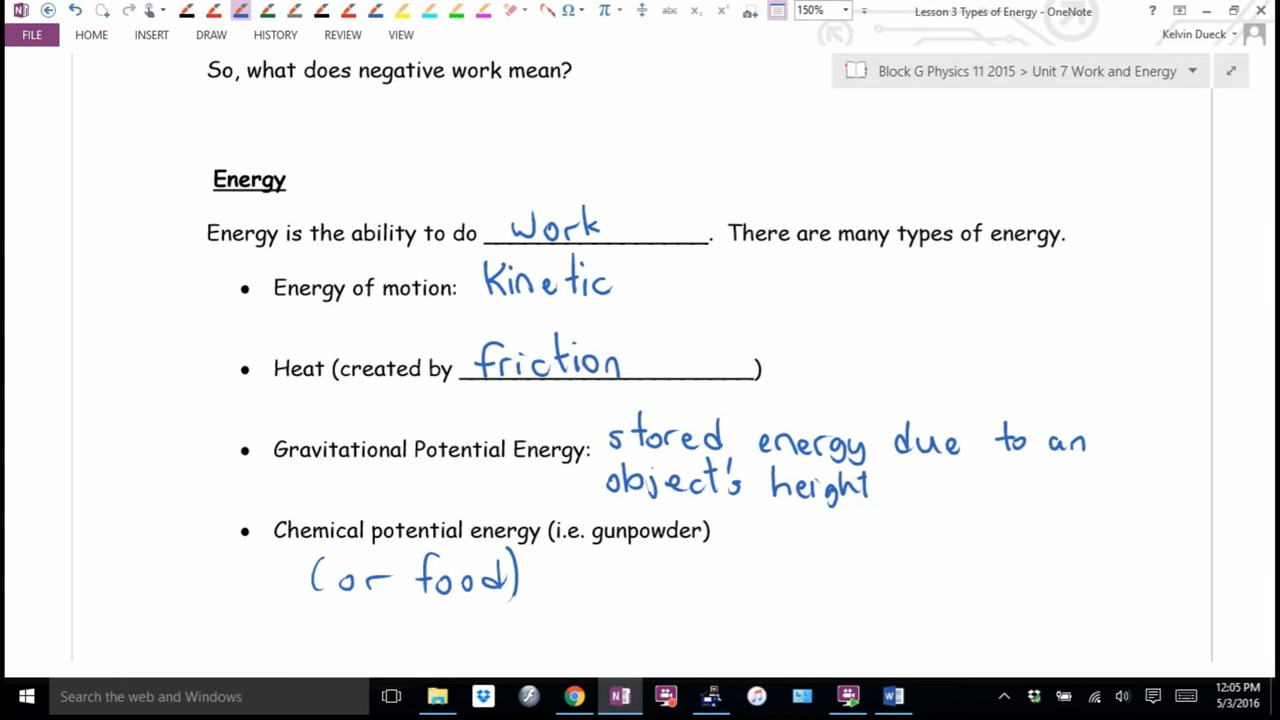 150%
Lesson 3 Types of Energy - OneNote
FILE HOME INSERT DRAW HISTORY REVIEW VIEW
Kelvin Dueck
So, what does negative work mean?
Block G Physics 11 2015 > Unit 7 Work and Energy
Energy
Energy is the ability to do work. There are many types of energy.
• Energy of motion: Kinetic
• Heat (created by friction)
• Gravitational Potential Energy: stored energy due to an
object's height
• Chemical potential energy (i.e. gunpowder)
(or food)
Search the web and Windows
12:05 PM
5/3/2016